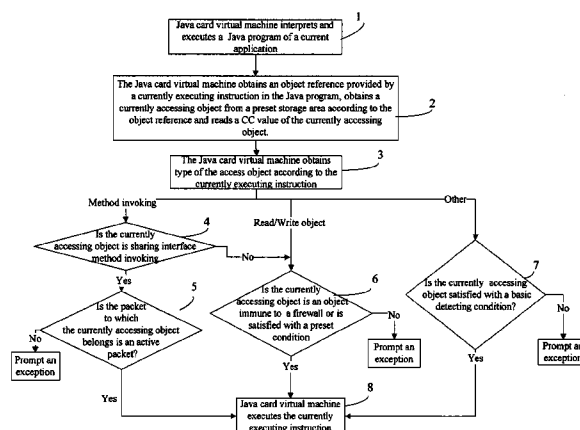 1
Java card virtual machine interprets and
executes a Java program of a current
application
The Java card virtual machine obtains an object reference provided by
a currently executing instruction in the Java program, obtains a
currently accessing object from a preset storage area according to the
object reference and reads a CC value of the currently accessing
object.
2
3
The Java card virtual machine obtains
type of the access object according to the
currently executing instruction
Method invoking
Read/Write object
Other
4
Is the currently
accessing object is sharing interface
method invoking
No
Yes
5
Is the packet
to which
the currently accessing object
belongs is an active
packet?
No
Prompt an
exception
Yes
6
Is the currently
accessing object is an object
immune to a firewall or is
satisfied with a preset
condition
No
Prompt an
exception
Yes
7
Is the currently accessing
object satisfied with a basic
detecting condition?
No
Prompt an
exception
Yes
8
Java card virtual machine
executes the currently
executing instruction